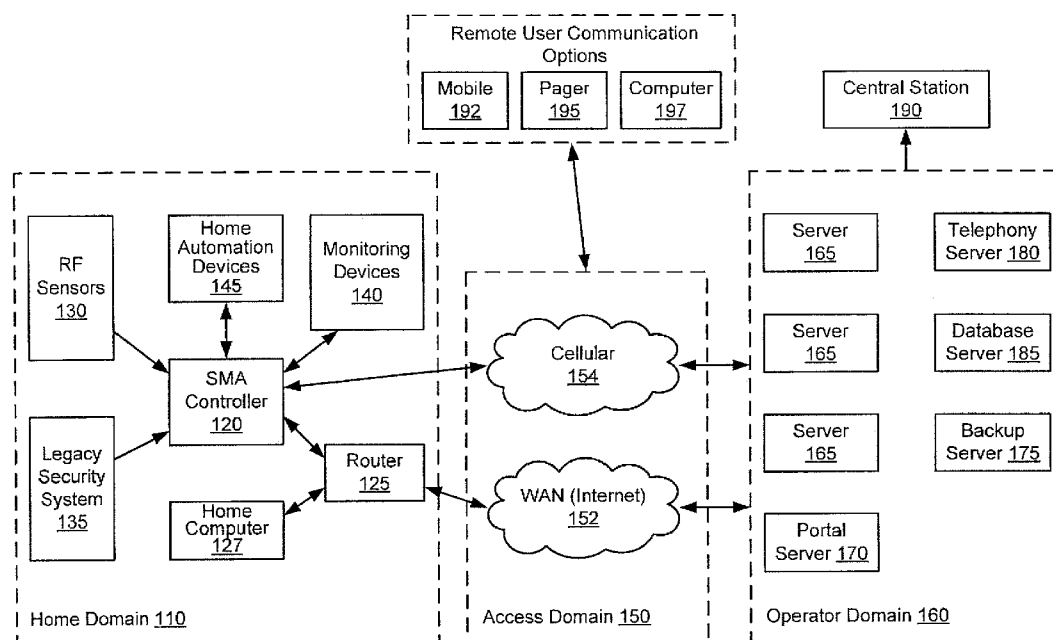 Remote User Communication
Options
Mobile
192
Pager
195
Computer
197
Central Station
190
RF
Sensors
130
Home
Automation
Devices
145
Monitoring
Devices
140
SMA
Controller
120
Legacy
Security
System
135
Router
125
Home
Computer
127
Home Domain 110
Cellular
154
WAN (Internet)
152
Access Domain 150
Server
165
Telephony
Server 180
Server
165
Database
Server 185
Server
165
Backup
Server 175
Portal
Server 170
Operator Domain 160